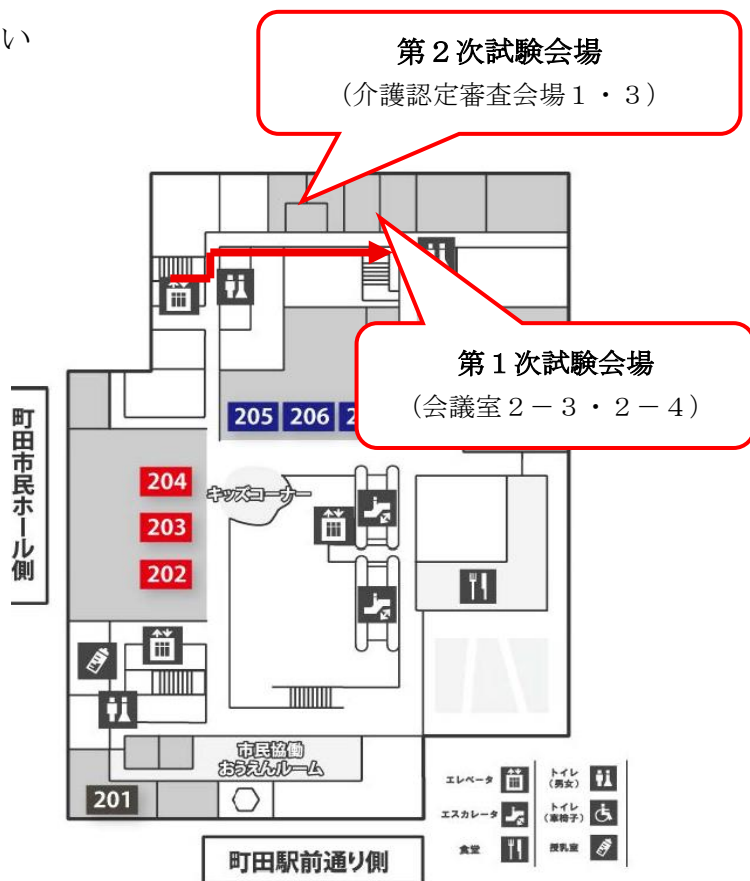 い
第２次試験会場
（介護認定審査会場１・３）
第１次試験会場
（会議室２－３・２－４）
205 206 2
町田市民ホール側
204
203
202
キッズコーナー
市民協働
おうえんルーム
201
エレベータ
トイレ
（男女）
エスカレータ
トイレ
（車椅子）
食堂
授乳室
町田駅前通り側